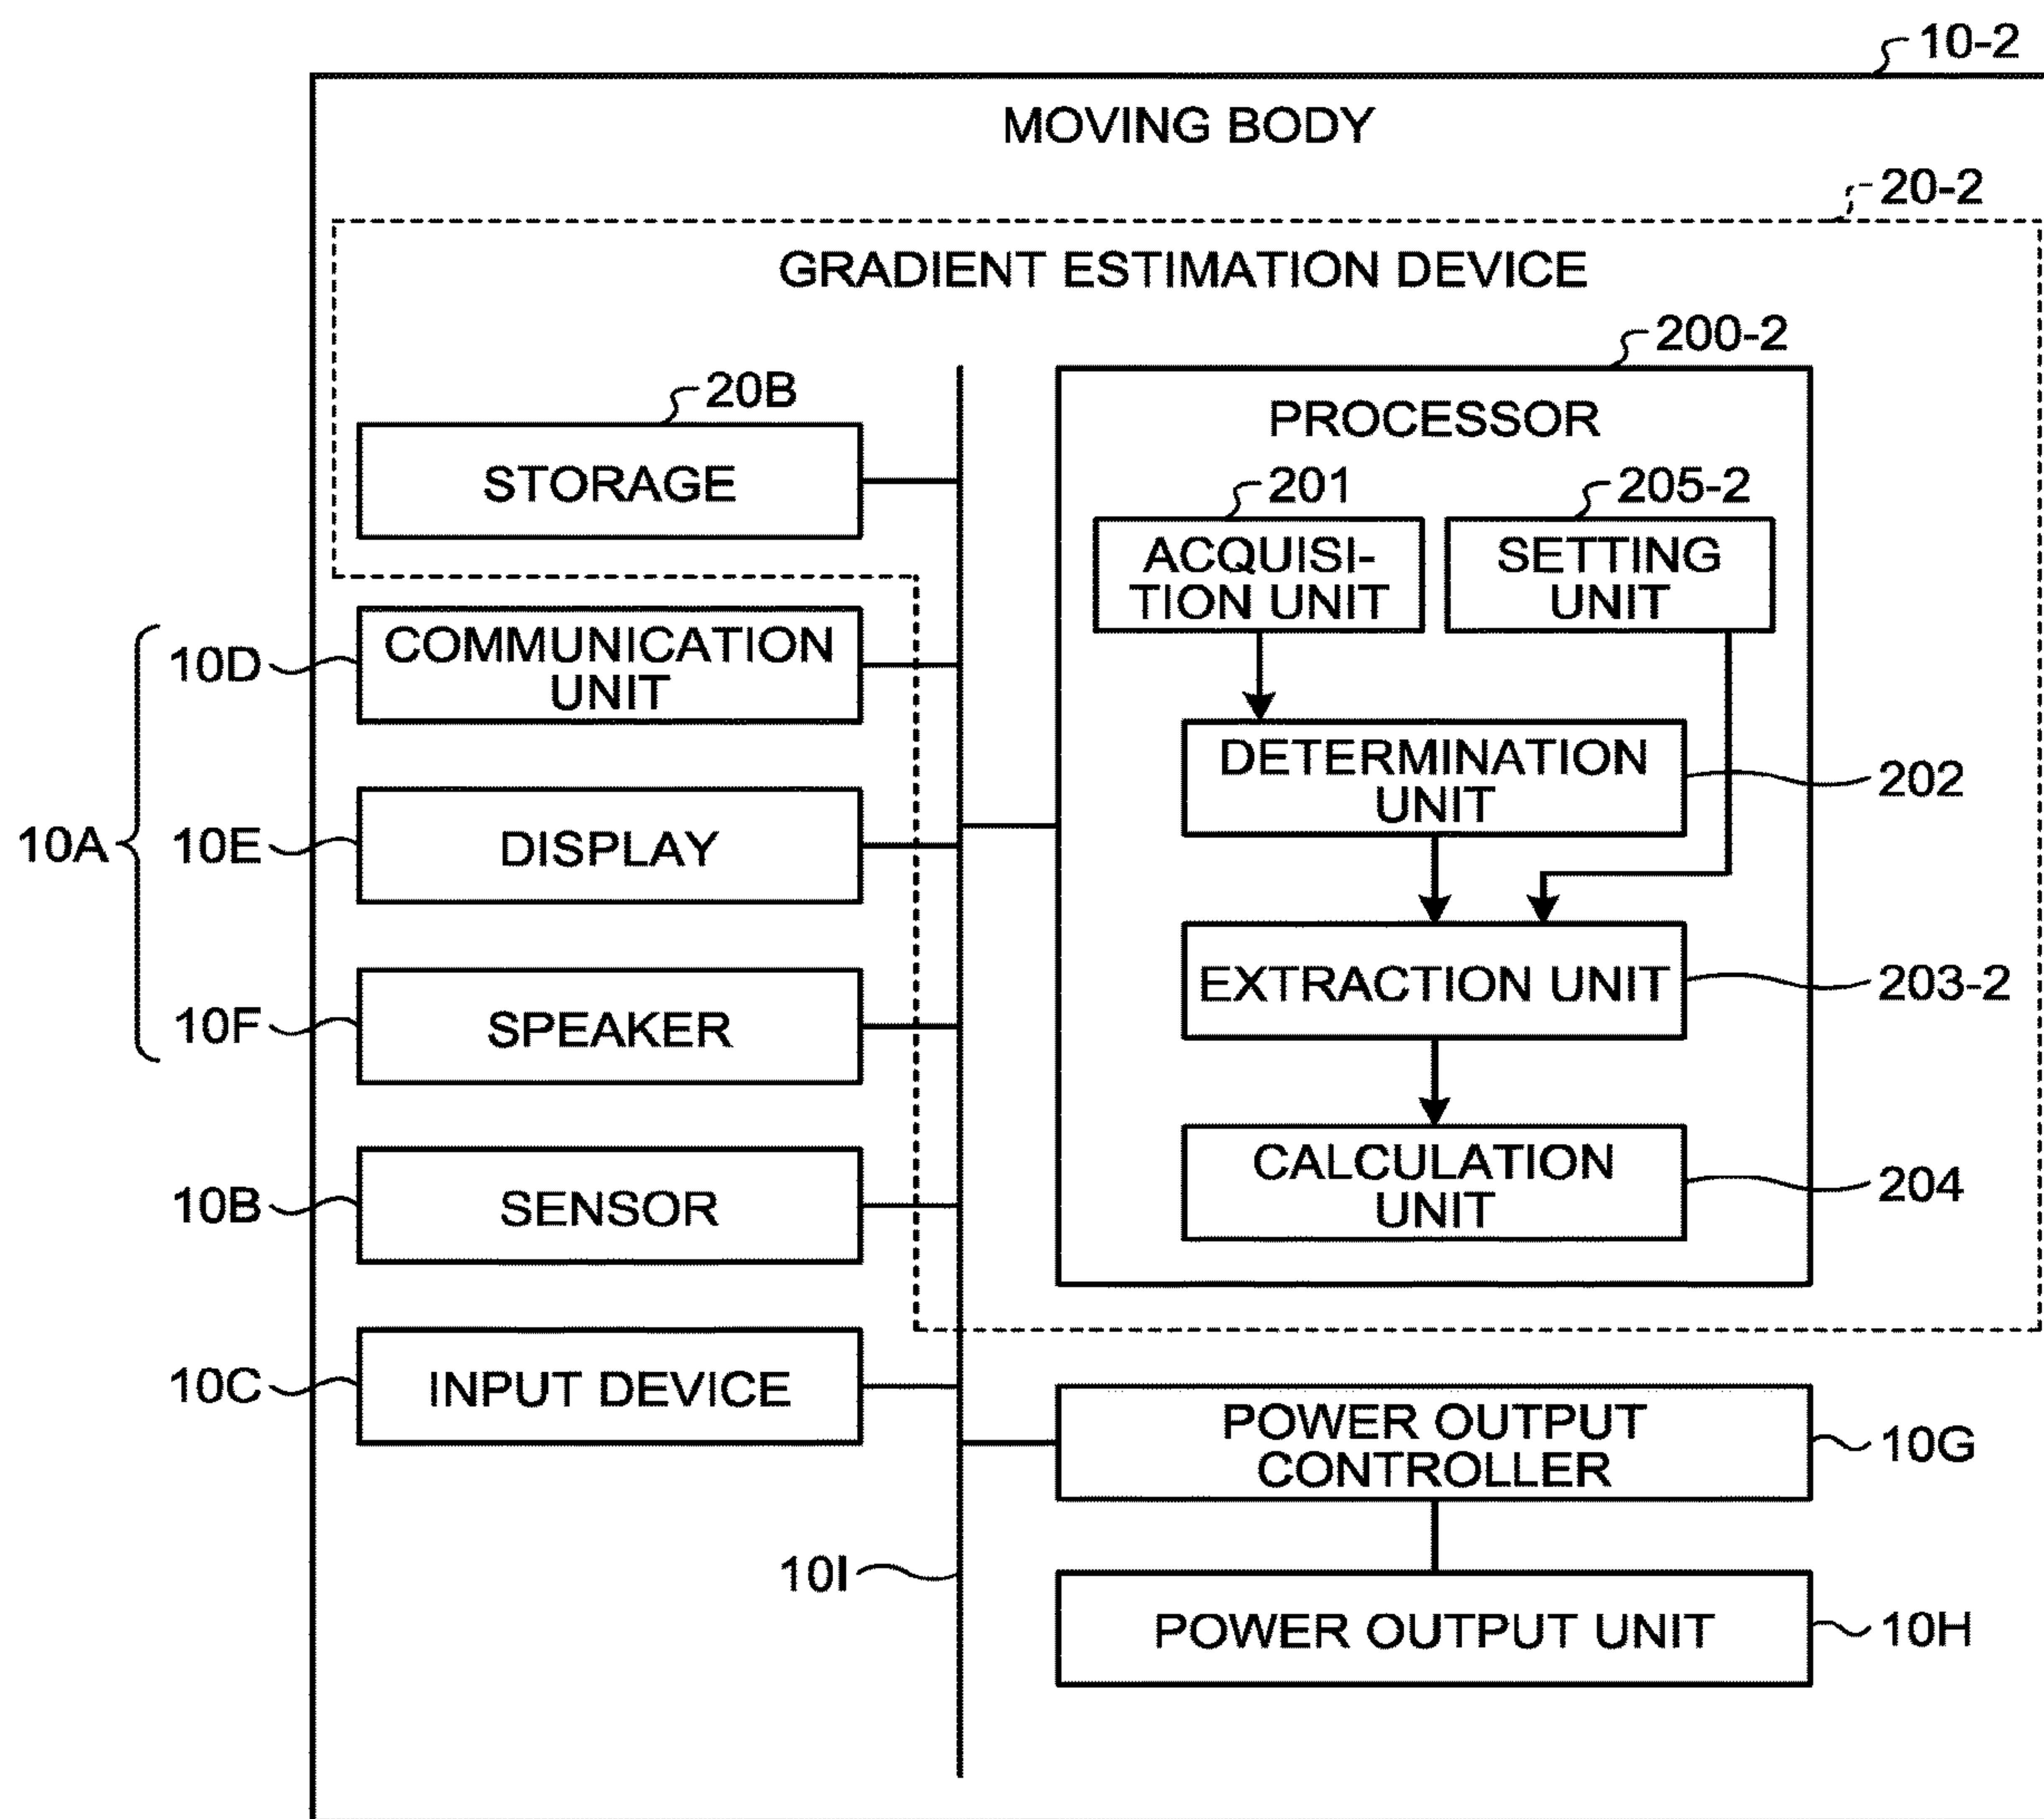 10-2
MOVING BODY
20-2
GRADIENT ESTIMATION DEVICE
200-2
20B
PROCESSOR
STORAGE
201
205-2
ACQUISI-
TION UNIT
SETTING
UNIT
10A
10D
COMMUNICATION
UNIT
DETERMINATION
UNIT
202
10E
DISPLAY
EXTRACTION UNIT
203-2
10F
SPEAKER
CALCULATION
UNIT
204
10B
SENSOR
10C
INPUT DEVICE
POWER OUTPUT
CONTROLLER
10G
10I
POWER OUTPUT UNIT
10H